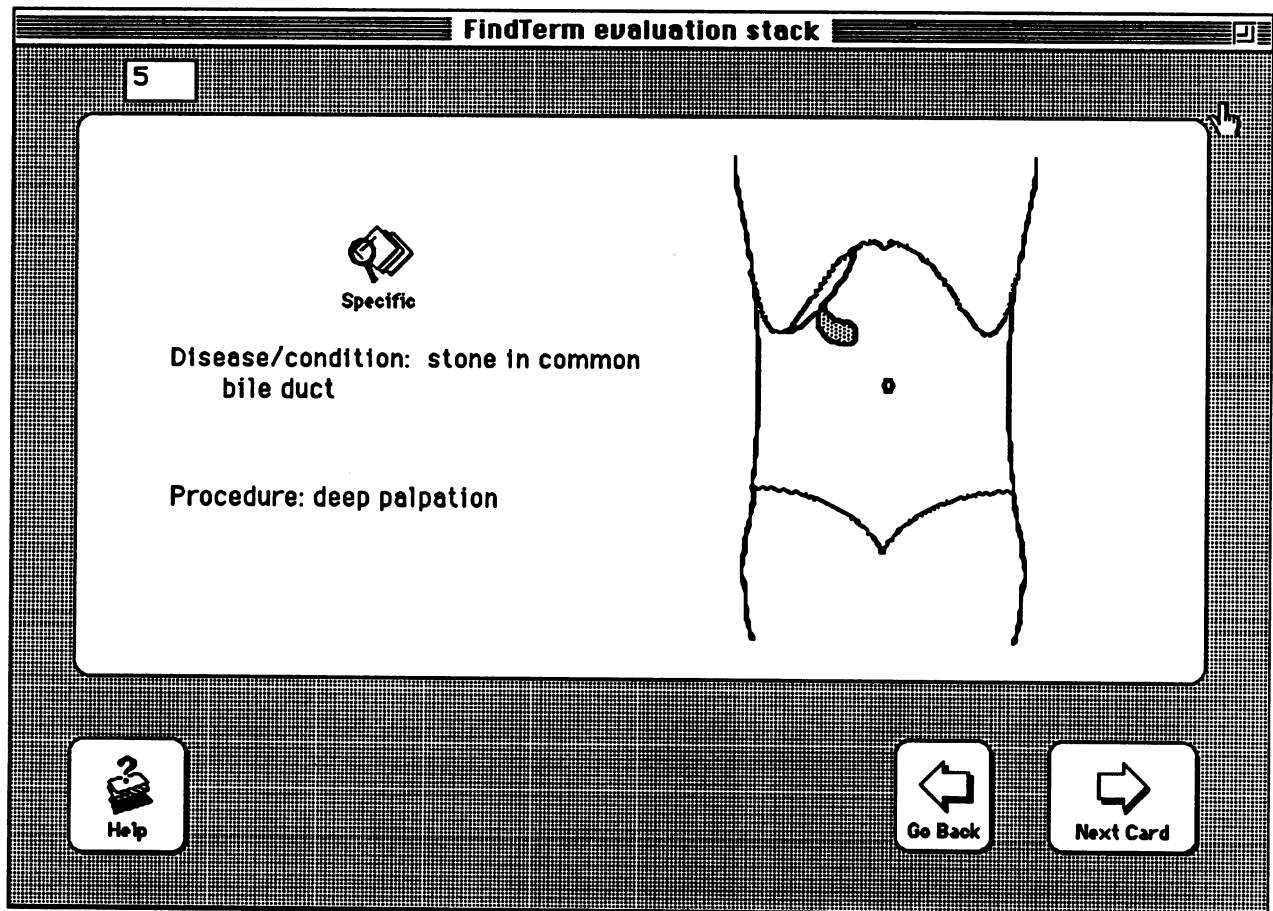 FindTerm evaluation stack
5
Specific
Disease/condition: stone in common
bile duct
Procedure: deep palpation
Help
Go Back
Next Card